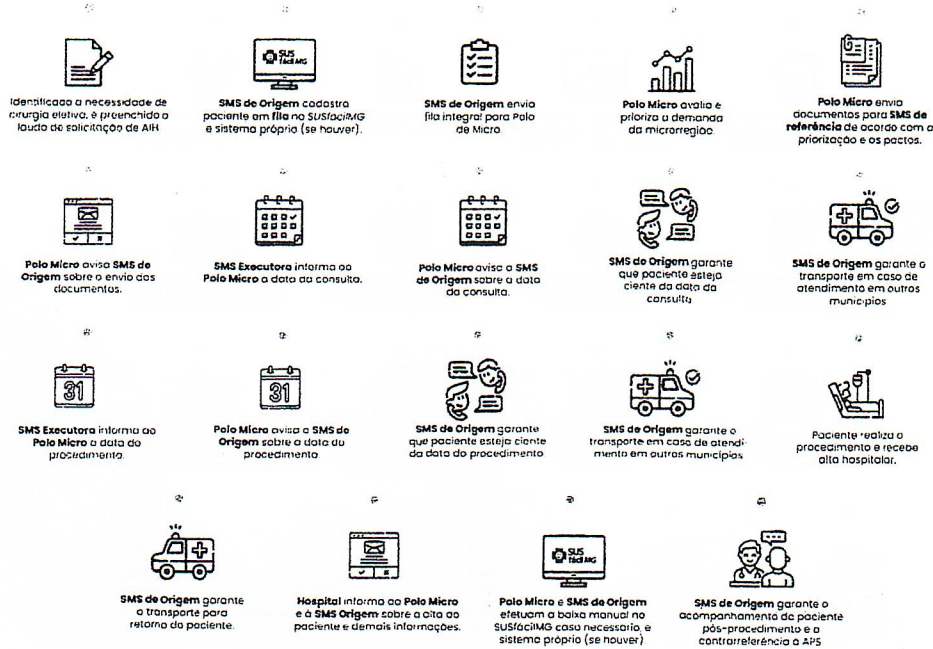 Identificada a necessidade de
cirurgia eletiva, é preenchido o
laudo de solicitação de AIH.
SUS
fácilMG
SMS de Origem cadastra
paciente em fila no SUSfácilMG
e sistema próprio (se houver).
SMS de Origem envia
fila integral para Polo
de Micro.
Polo Micro avalia e
prioriza a demanda
da microrregião.
Polo Micro envia
documentos para SMS de
referência de acordo com a
priorização e os pactos.
Polo Micro avisa SMS de
Origem sobre o envio dos
documentos.
SMS Executora informa ao
Polo Micro a data da consulta.
Polo Micro avisa a SMS
de Origem sobre a data
da consulta.
SMS de Origem garante
que paciente esteja
ciente da data da
consulta
SMS de Origem garante o
transporte em caso de
atendimento em outros
municípios
31
SMS Executora informa ao
Polo Micro a data do
procedimento.
31
Polo Micro avisa a SMS de
Origem sobre a data do
procedimento.
SMS de Origem garante
que paciente esteja ciente
da data do procedimento
SMS de Origem garante o
transporte em caso de atendi-
mento em outros municípios
Paciente realiza o
procedimento e recebe
alta hospitalar.
SMS de Origem garante
o transporte para
retorno do paciente.
Hospital informa ao Polo Micro
e à SMS Origem sobre a alta do
paciente e demais informações.
SUS
fácilMG
Polo Micro e SMS de Origem
efetuam a baixa manual no
SUSfácilMG caso necessário, e
sistema próprio (se houver)
SMS de Origem garante o
acompanhamento do paciente
pós-procedimento e a
contrarreferência à APS